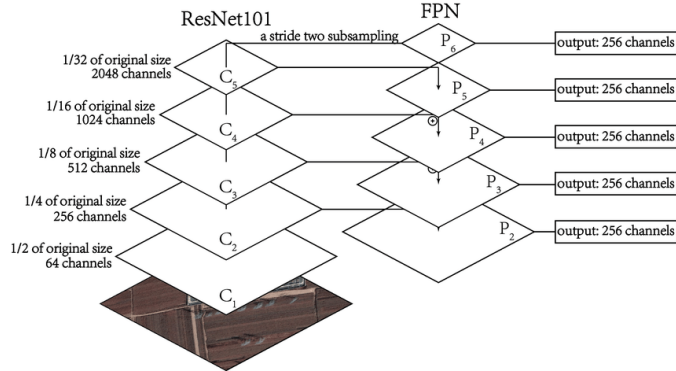 ResNet101
FPN
a stride two subsampling
P6
output: 256 channels
1/32 of original size
2048 channels
C5
P5
output: 256 channels
1/16 of original size
1024 channels
C4
P4
output: 256 channels
1/8 of original size
512 channels
C3
P3
output: 256 channels
1/4 of original size
256 channels
C2
P2
output: 256 channels
1/2 of original size
64 channels
C1